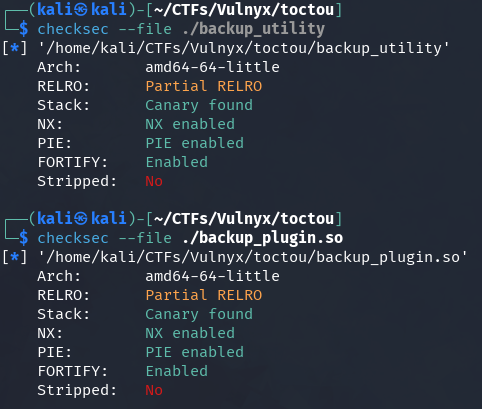 ┌──(kali㉿kali)-[~/CTFs/Vulnyx/toctou]
└─$ checksec --file ./backup_utility
[*] '/home/kali/CTFs/Vulnyx/toctou/backup_utility'
    Arch:       amd64-64-little
    RELRO:      Partial RELRO
    Stack:      Canary found
    NX:         NX enabled
    PIE:        PIE enabled
    FORTIFY:    Enabled
    Stripped:   No
┌──(kali㉿kali)-[~/CTFs/Vulnyx/toctou]
└─$ checksec --file ./backup_plugin.so
[*] '/home/kali/CTFs/Vulnyx/toctou/backup_plugin.so'
    Arch:       amd64-64-little
    RELRO:      Partial RELRO
    Stack:      Canary found
    NX:         NX enabled
    PIE:        PIE enabled
    FORTIFY:    Enabled
    Stripped:   No